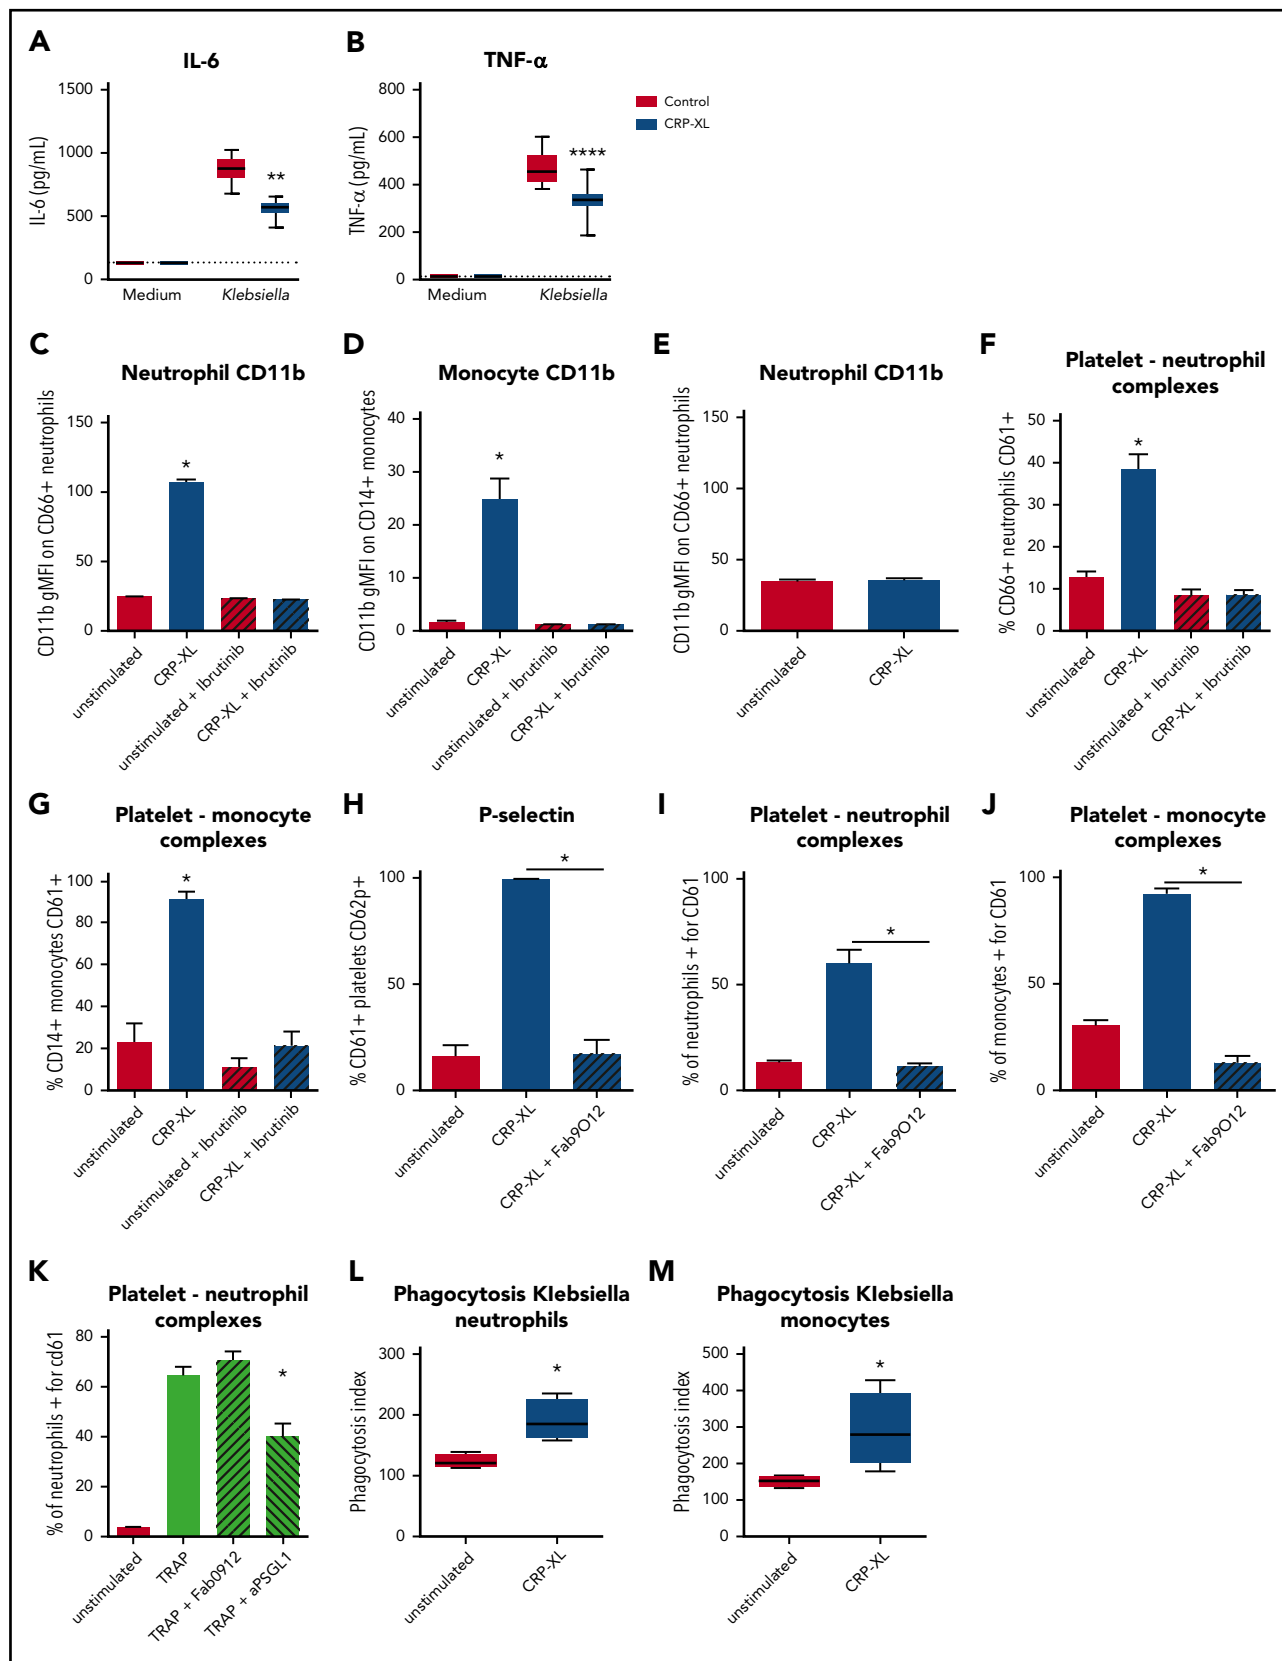 A
IL-6
IL-6 (pg/mL)
1500
1000
500
0
Medium
Klebsiella
**
B
TNF-α
TNF-α (pg/mL)
800
600
400
200
0
Medium
Klebsiella
****
Control
CRP-XL
C
Neutrophil CD11b
CD11b gMFI on CD66+ neutrophils
150
100
50
0
*
unstimulated
CRP-XL
unstimulated + Ibrutinib
CRP-XL + Ibrutinib
D
Monocyte CD11b
CD11b gMFI on CD14+ monocytes
40
30
20
10
0
*
unstimulated
CRP-XL
unstimulated + Ibrutinib
CRP-XL + Ibrutinib
E
Neutrophil CD11b
CD11b gMFI on CD66+ neutrophils
150
100
50
0
unstimulated
CRP-XL
F
Platelet - neutrophil
complexes
% CD66+ neutrophils CD61+
50
40
30
20
10
0
*
unstimulated
CRP-XL
unstimulated + Ibrutinib
CRP-XL + Ibrutinib
G
Platelet - monocyte
complexes
% CD14+ monocytes CD61+
100
80
60
40
20
0
*
unstimulated
CRP-XL
unstimulated + Ibrutinib
CRP-XL + Ibrutinib
H
P-selectin
% CD61+ platelets CD62p+
100
50
0
*
unstimulated
CRP-XL
CRP-XL + Fab9O12
I
Platelet - neutrophil
complexes
% of neutrophils + for CD61
100
50
0
*
unstimulated
CRP-XL
CRP-XL + Fab9O12
J
Platelet - monocyte
complexes
% of monocytes + for CD61
100
50
0
*
unstimulated
CRP-XL
CRP-XL + Fab9O12
K
Platelet - neutrophil
complexes
% of neutrophils + for cd61
80
60
40
20
0
*
unstimulated
TRAP
TRAP + Fab0912
TRAP + aPSGL1
L
Phagocytosis Klebsiella
neutrophils
Phagocytosis index
300
200
100
0
*
unstimulated
CRP-XL
M
Phagocytosis Klebsiella
monocytes
Phagocytosis index
500
400
300
200
100
0
*
unstimulated
CRP-XL